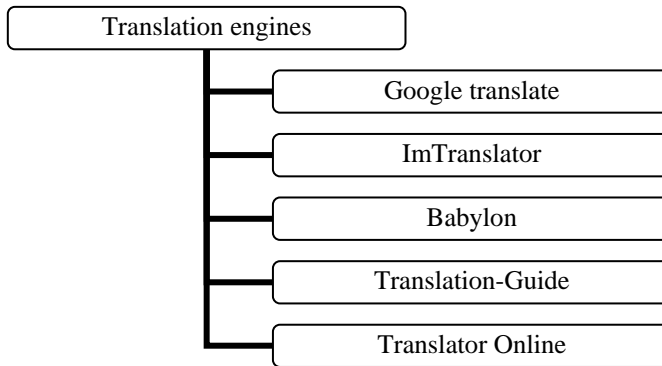 Translation engines
Google translate
ImTranslator
Babylon
Translation-Guide
Translator Online